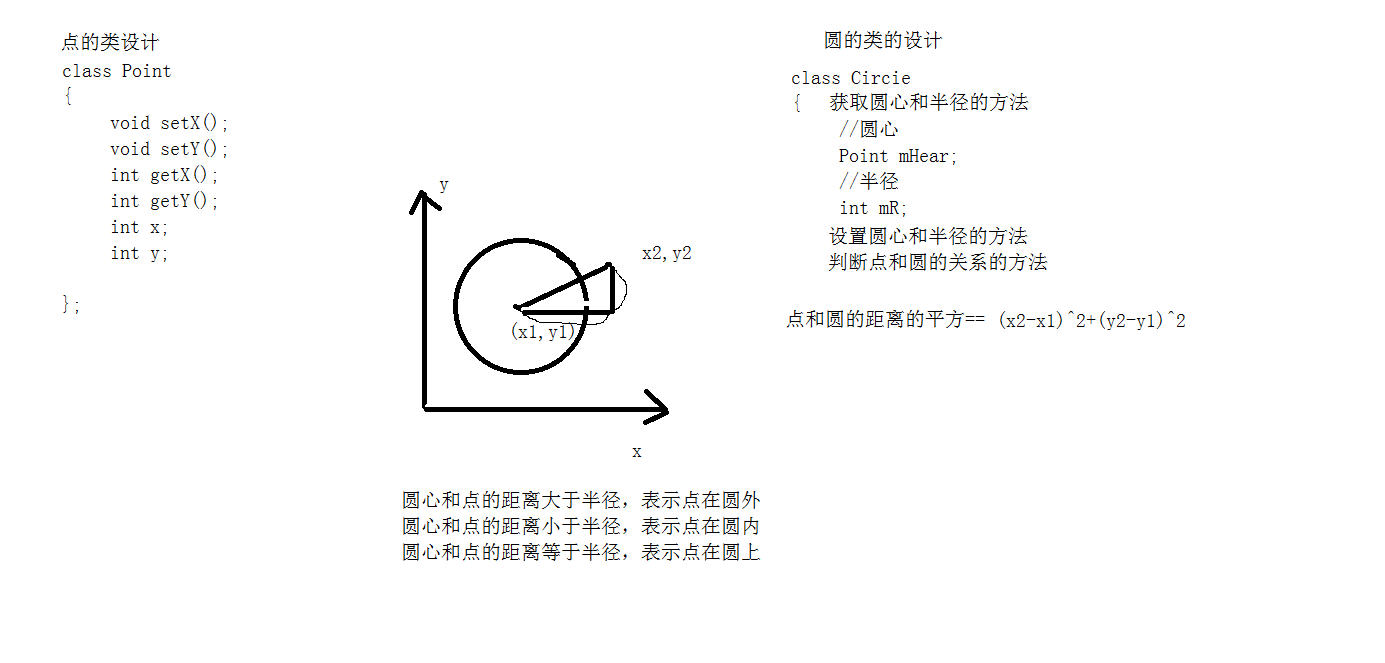 点的类设计
class Point
{
void setX();
void setY();
int getX();
int getY();
int x;
int y;
};
y
x2,y2
(x1,y1)
x
圆心和点的距离大于半径，表示点在圆外
圆心和点的距离小于半径，表示点在圆内
圆心和点的距离等于半径，表示点在圆上
圆的类的设计
class Circie
{ 获取圆心和半径的方法
//圆心
Point mHear;
//半径
int mR;
设置圆心和半径的方法
判断点和圆的关系的方法
点和圆的距离的平方== (x2-x1)^2+(y2-y1)^2